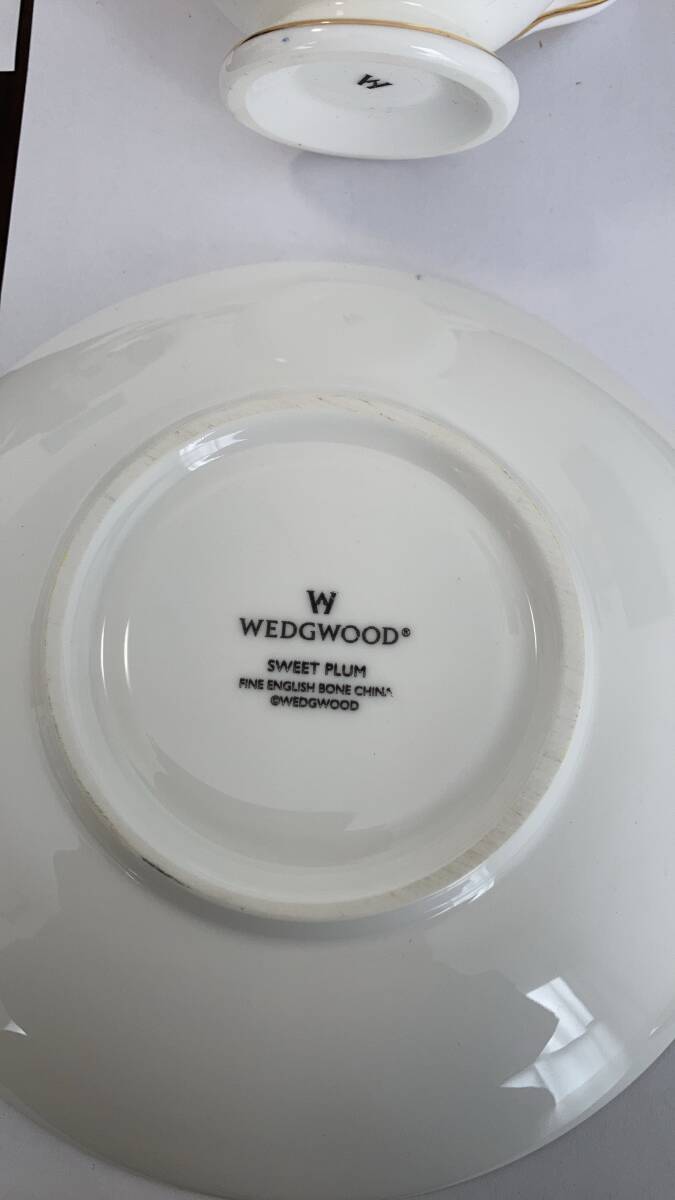 W
W
WEDGWOOD®
SWEET PLUM
FINE ENGLISH BONE CHINA
©WEDGWOOD